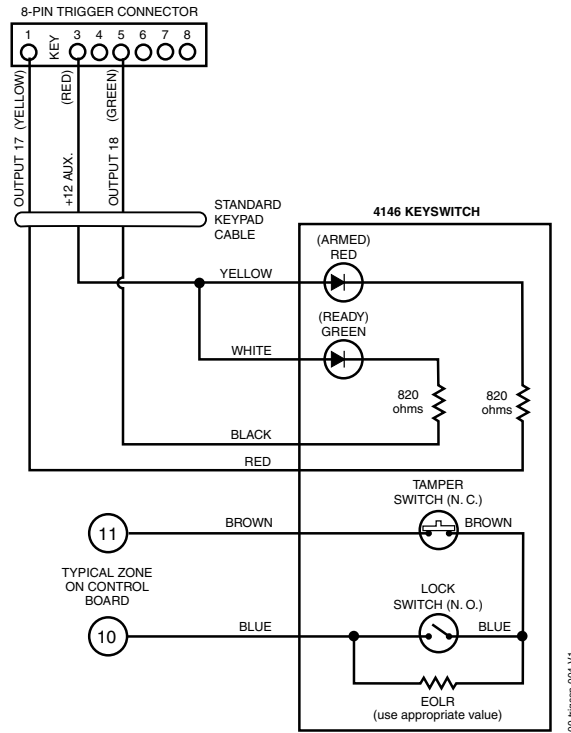 8-PIN TRIGGER CONNECTOR
1 KEY 3 4 5 6 7 8
OUTPUT 17 (YELLOW)
+12 AUX. (RED)
OUTPUT 18 (GREEN)
STANDARD
KEYPAD
CABLE
4146 KEYSWITCH
(ARMED)
RED
YELLOW
(READY)
GREEN
WHITE
820
ohms
820
ohms
BLACK
RED
TAMPER
SWITCH (N. C.)
11
BROWN
BROWN
TYPICAL ZONE
ON CONTROL
BOARD
LOCK
SWITCH (N. O.)
10
BLUE
BLUE
EOLR
(use appropriate value)